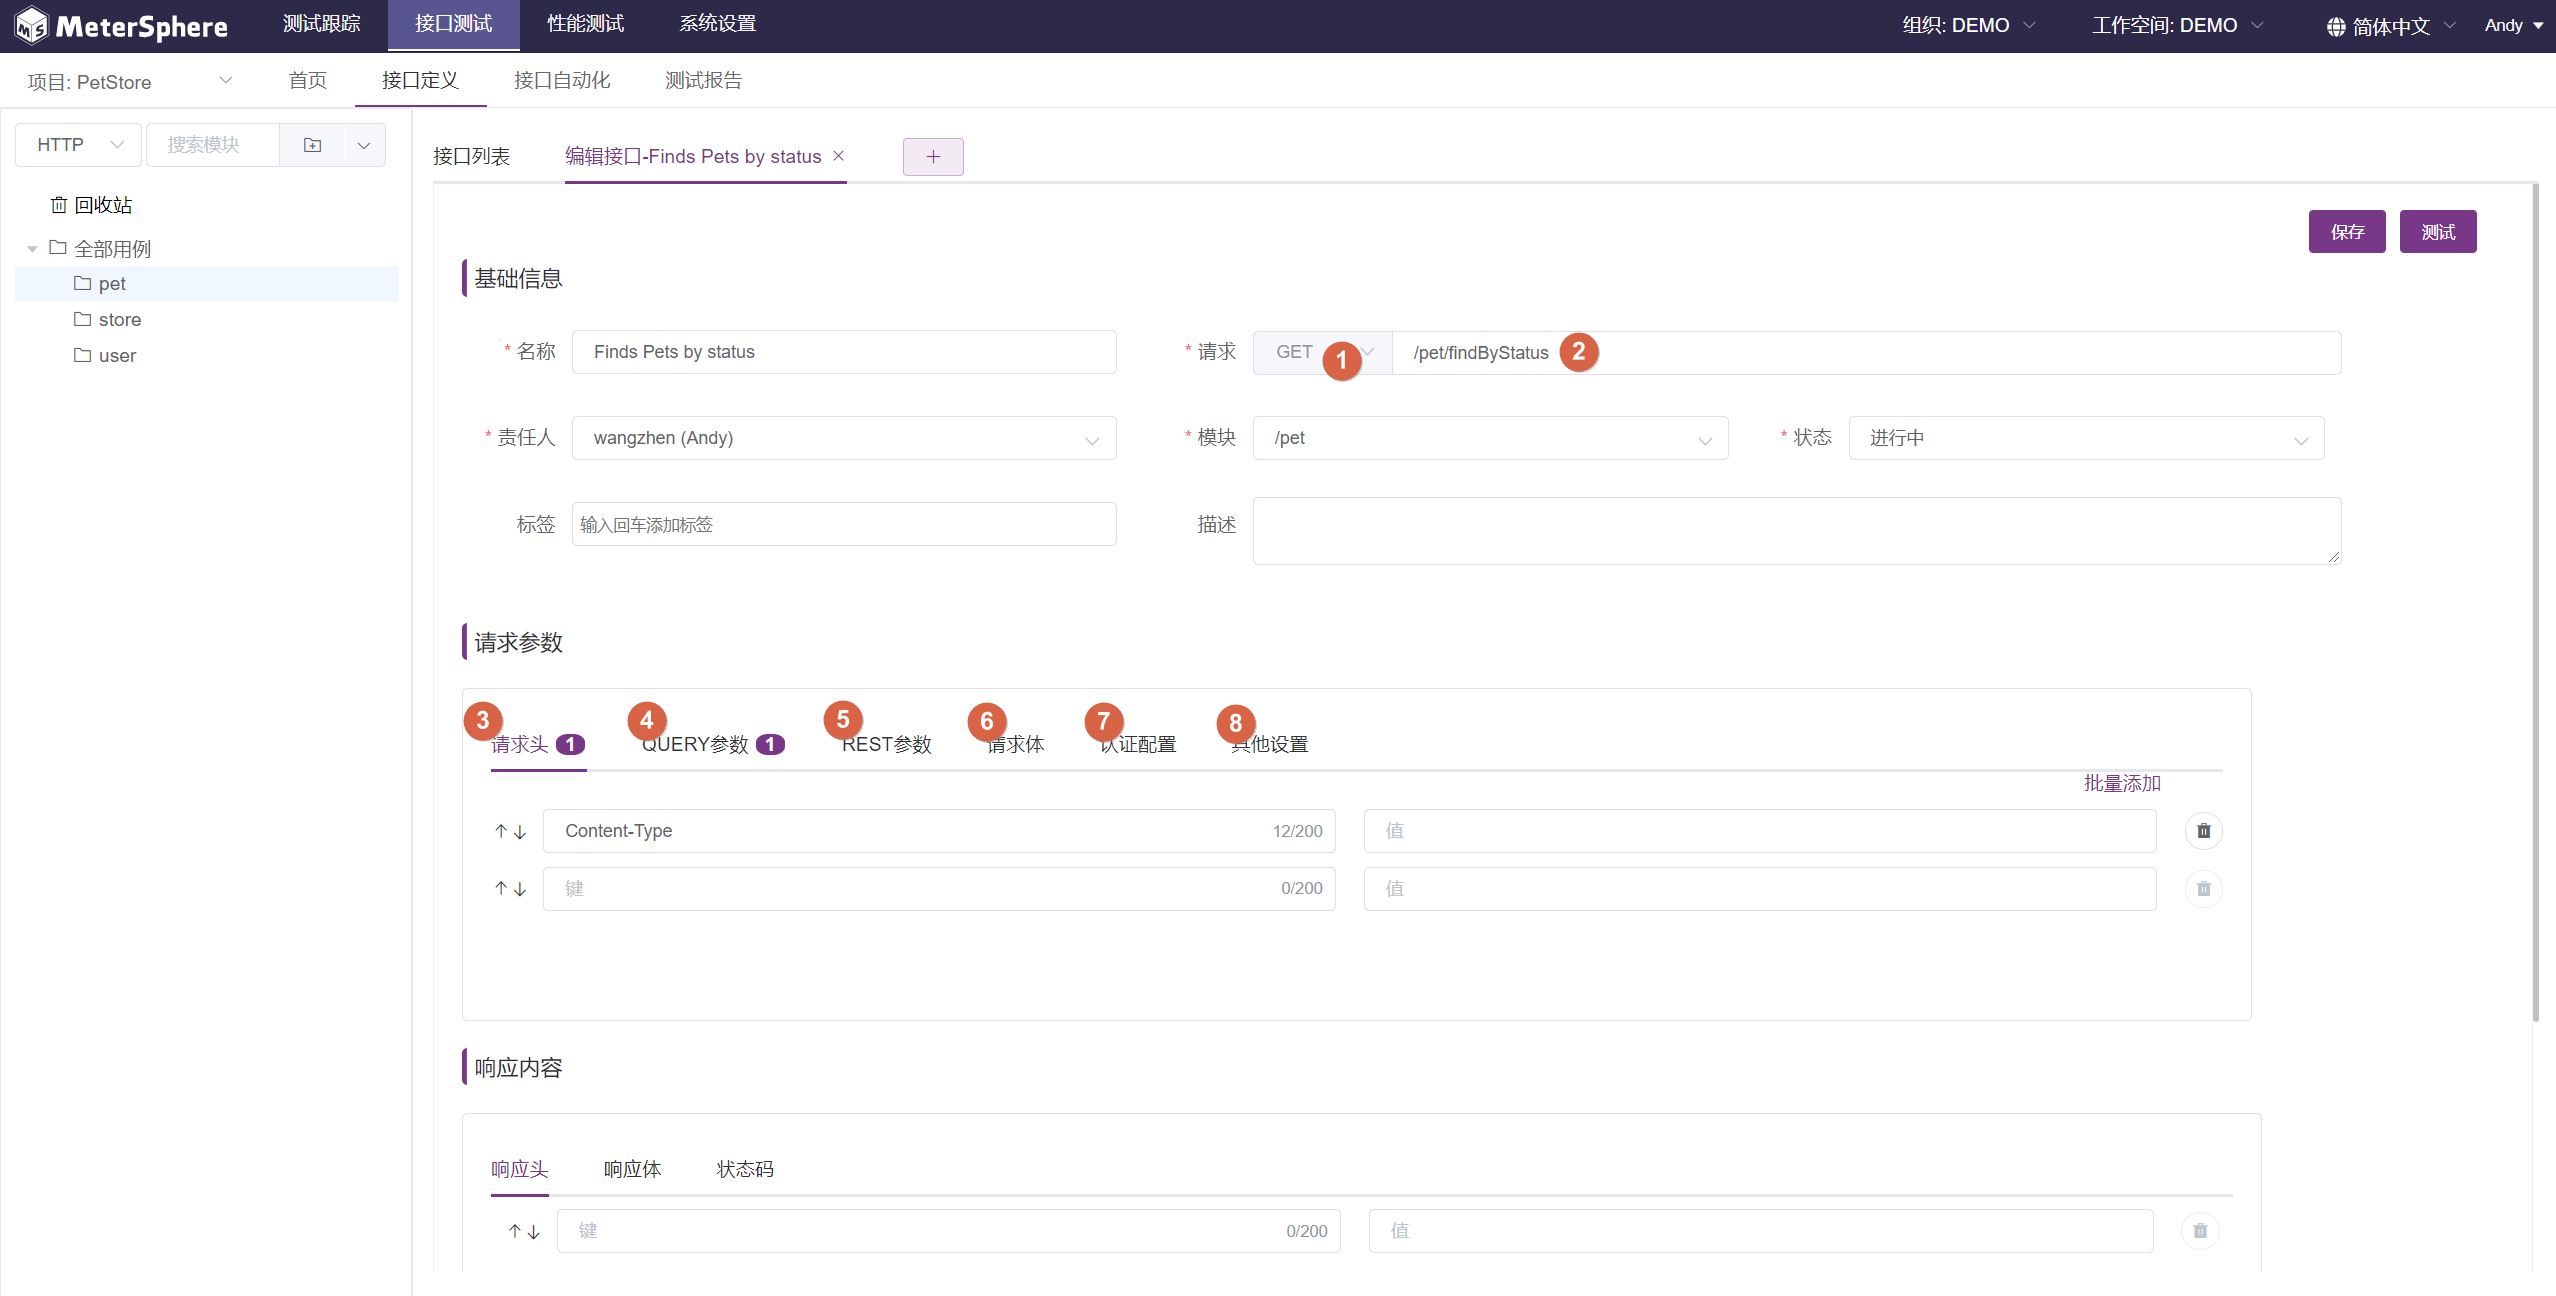 MeterSphere 测试跟踪 接口测试 性能测试 系统设置 组织: DEMO 工作空间: DEMO 简体中文 Andy
项目: PetStore 首页 接口定义 接口自动化 测试报告
HTTP 搜索模块
回收站
全部用例
pet
store
user
接口列表 编辑接口-Finds Pets by status
保存 测试
基础信息
* 名称 Finds Pets by status * 请求 GET 1 /pet/findByStatus 2
* 责任人 wangzhen (Andy) * 模块 /pet * 状态 进行中
标签 输入回车添加标签 描述
请求参数
3 4 5 6 7 8
请求头 1 QUERY参数 1 REST参数 请求体 认证配置 其他设置
批量添加
Content-Type 12/200 值
键 0/200 值
响应内容
响应头 响应体 状态码
键 0/200 值